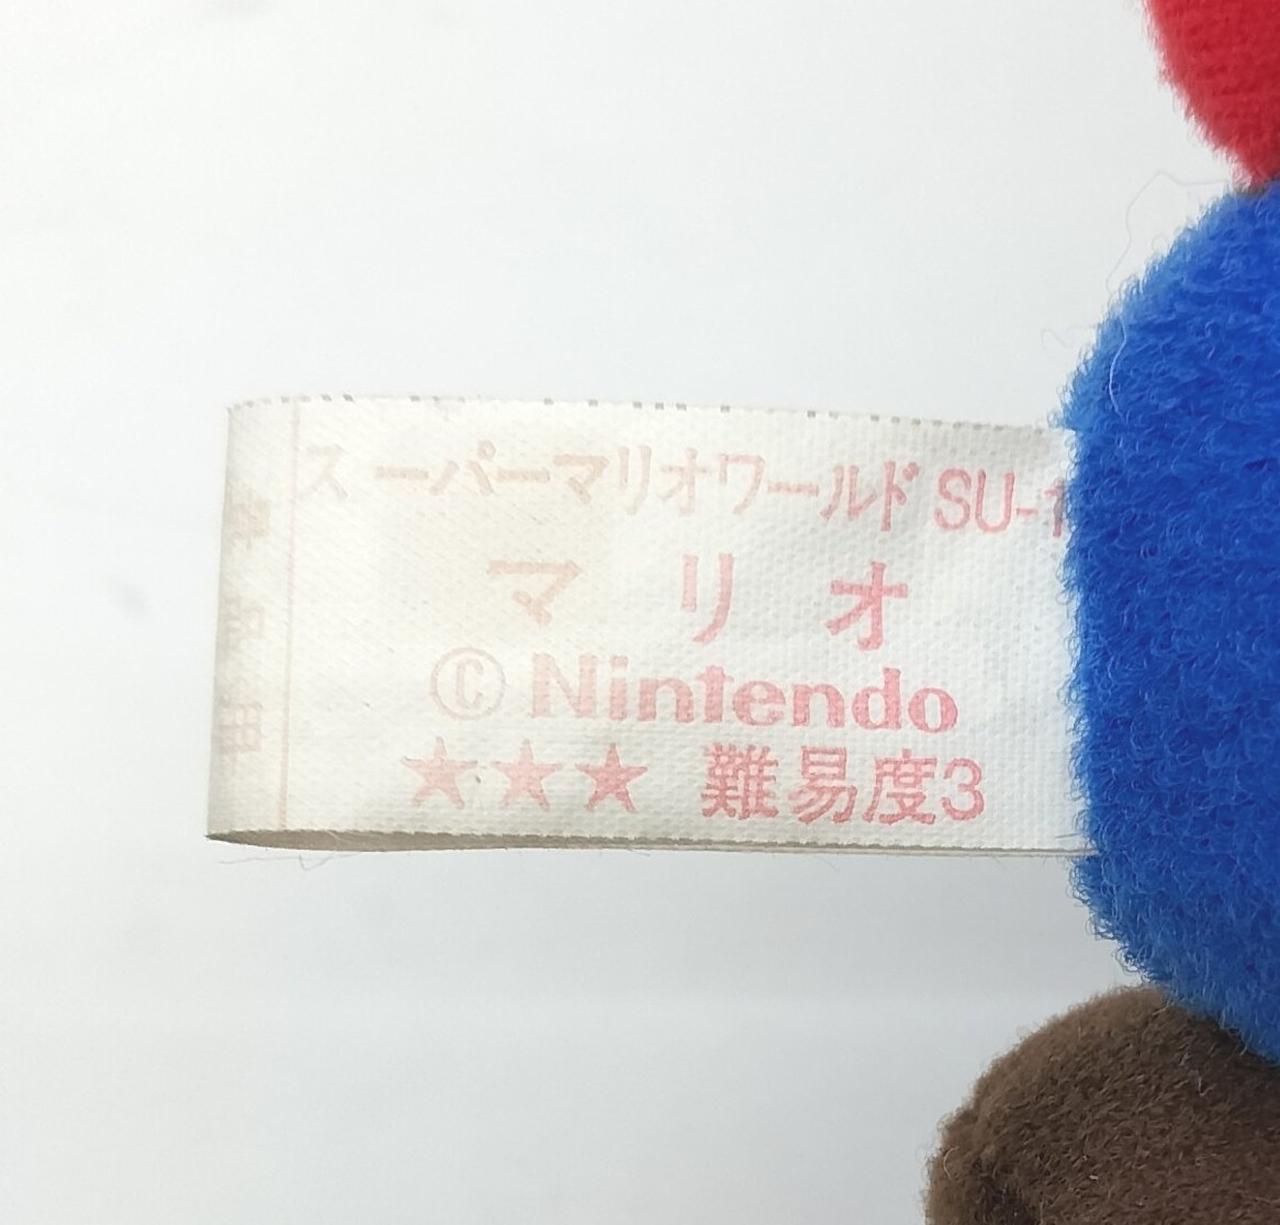 スーパーマリオワールド SU-1
マリオ
© Nintendo
★★★ 難易度3